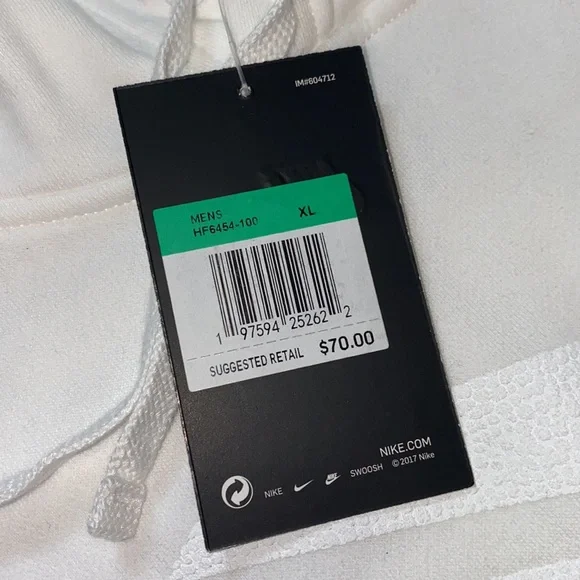 IM#604712
MENS XL
HF6454-100
1 97594 25262 2
SUGGESTED RETAIL $70.00
NIKE.COM
NIKE SWOOSH © 2017 Nike